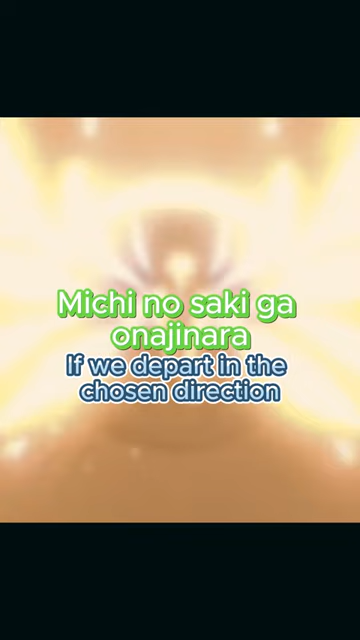 Michi no saki ga
onajinara
If we depart in the
chosen direction